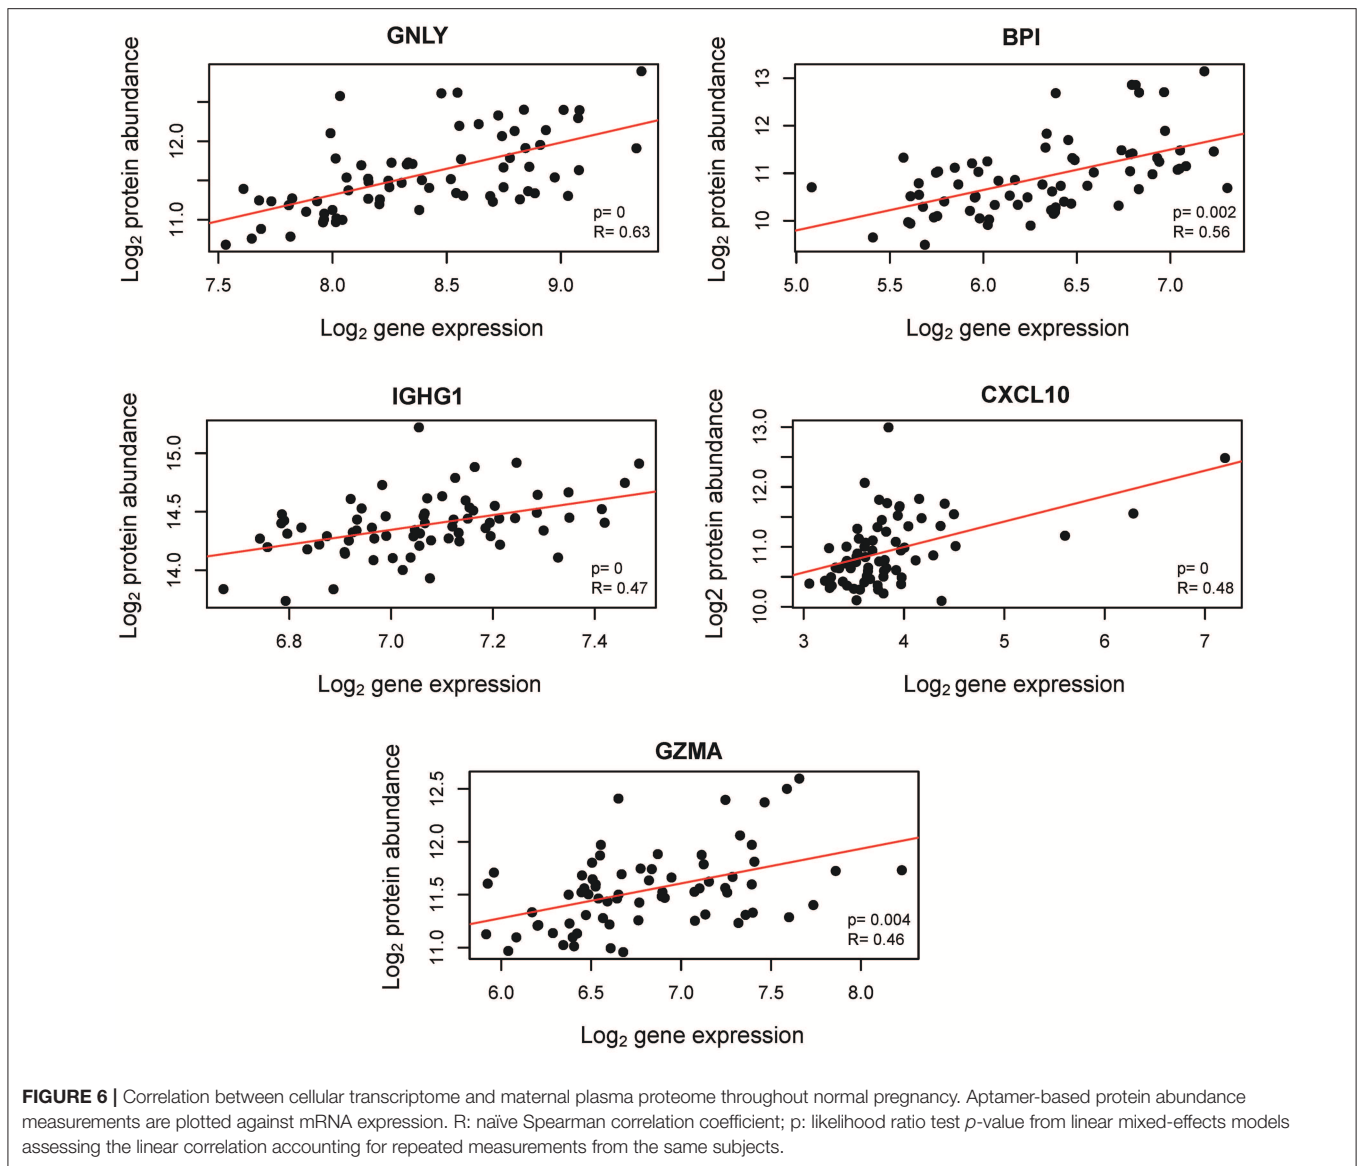 GNLY
Log2 protein abundance
12.0
11.0
p= 0
R= 0.63
7.5 8.0 8.5 9.0
Log2 gene expression
BPI
Log2 protein abundance
13
12
11
10
p= 0.002
R= 0.56
5.0 5.5 6.0 6.5 7.0
Log2 gene expression
IGHG1
Log2 protein abundance
15.0
14.5
14.0
p= 0
R= 0.47
6.8 7.0 7.2 7.4
Log2 gene expression
CXCL10
Log2 protein abundance
13.0
12.0
11.0
10.0
p= 0
R= 0.48
3 4 5 6 7
Log2 gene expression
GZMA
Log2 protein abundance
12.5
12.0
11.5
11.0
p= 0.004
R= 0.46
6.0 6.5 7.0 7.5 8.0
Log2 gene expression
FIGURE 6 | Correlation between cellular transcriptome and maternal plasma proteome throughout normal pregnancy. Aptamer-based protein abundance
measurements are plotted against mRNA expression. R: naïve Spearman correlation coefficient; p: likelihood ratio test p-value from linear mixed-effects models
assessing the linear correlation accounting for repeated measurements from the same subjects.